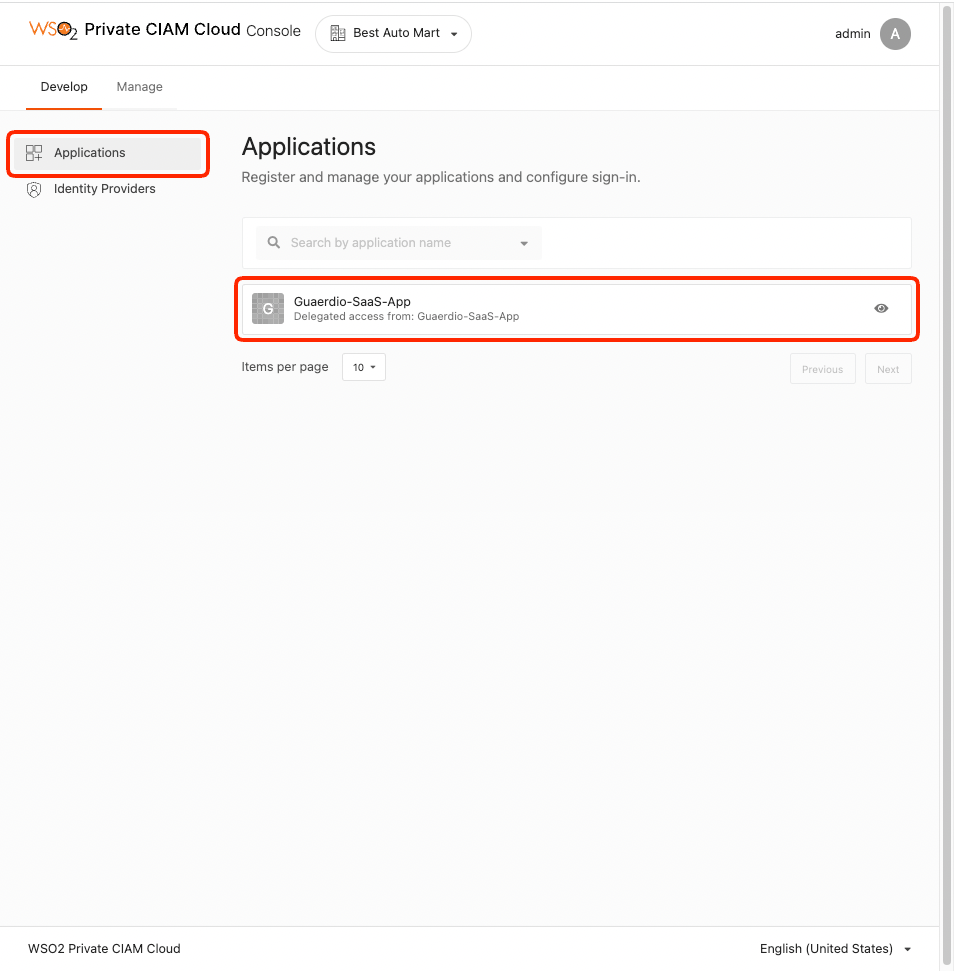 WSO2 Private CIAM Cloud Console
Best Auto Mart
admin
A
Develop
Manage
Applications
Identity Providers
Applications
Register and manage your applications and configure sign-in.
Search by application name
G
Guaerdio-SaaS-App
Delegated access from: Guaerdio-SaaS-App
Items per page
10
Previous
Next
WSO2 Private CIAM Cloud
English (United States)